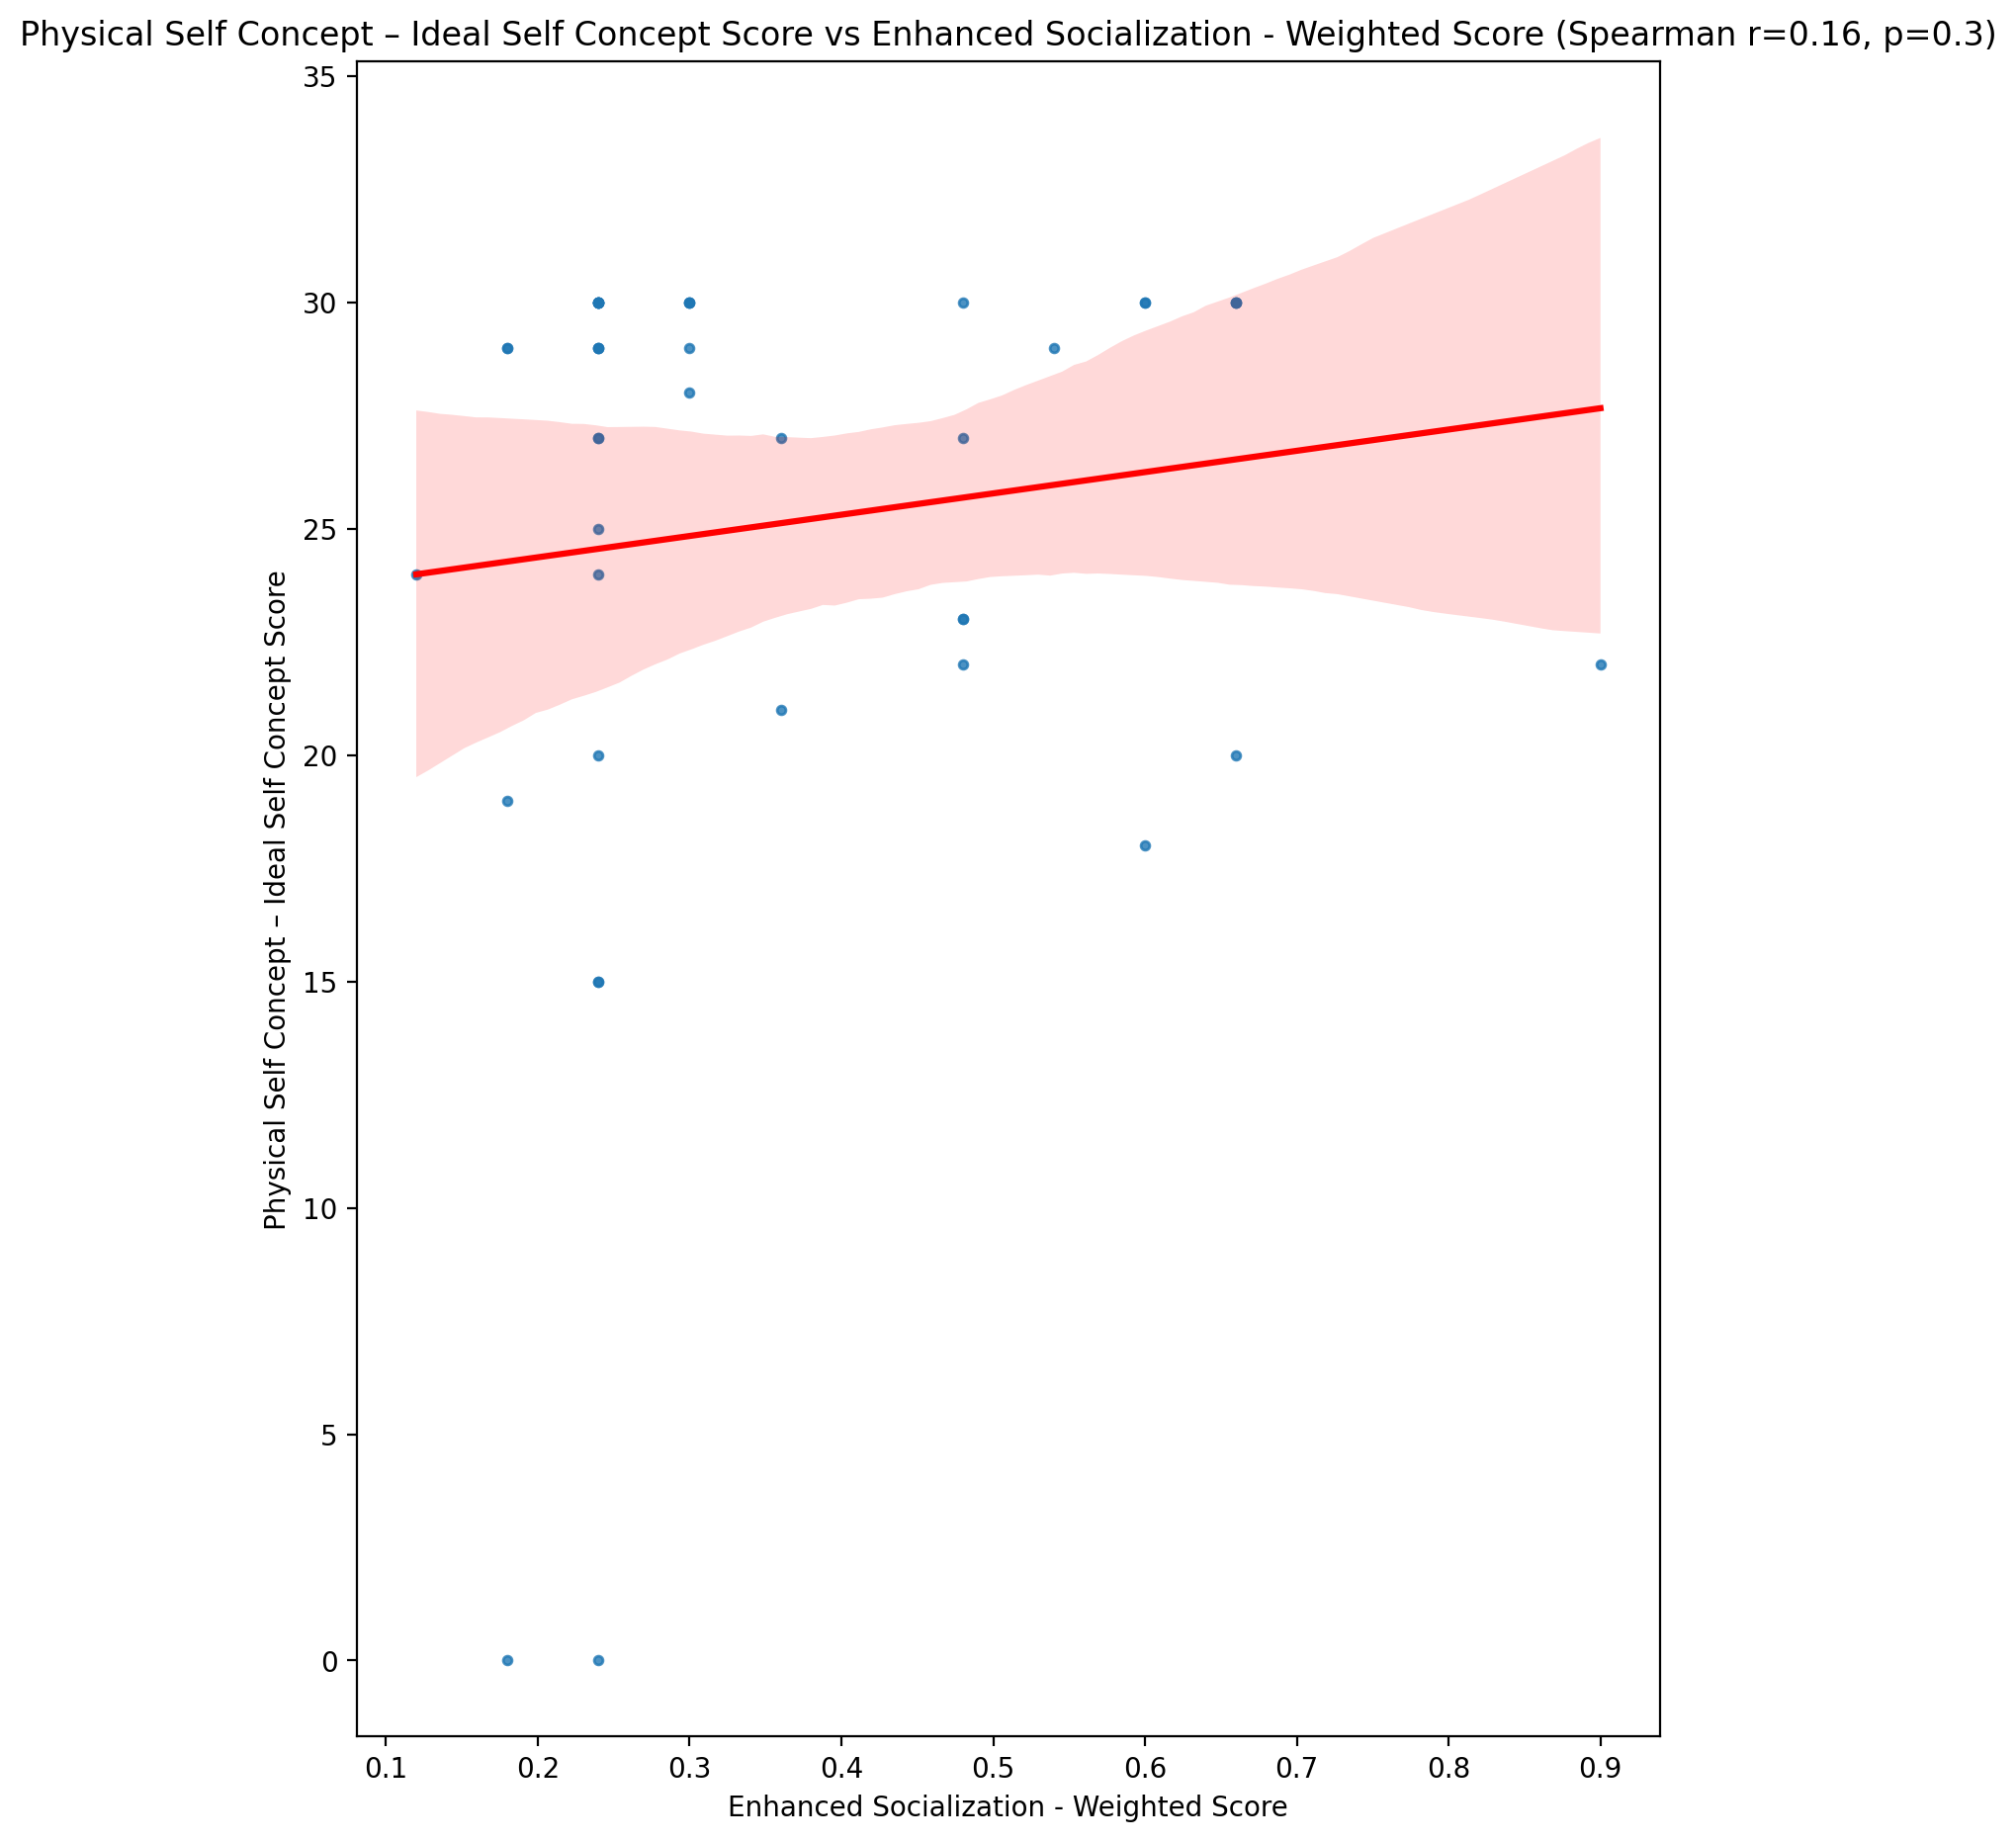 Physical Self Concept – Ideal Self Concept Score vs Enhanced Socialization - Weighted Score (Spearman r=0.16, p=0.3)
Physical Self Concept – Ideal Self Concept Score
35
30
25
20
15
10
5
0
0.1 0.2 0.3 0.4 0.5 0.6 0.7 0.8 0.9
Enhanced Socialization - Weighted Score